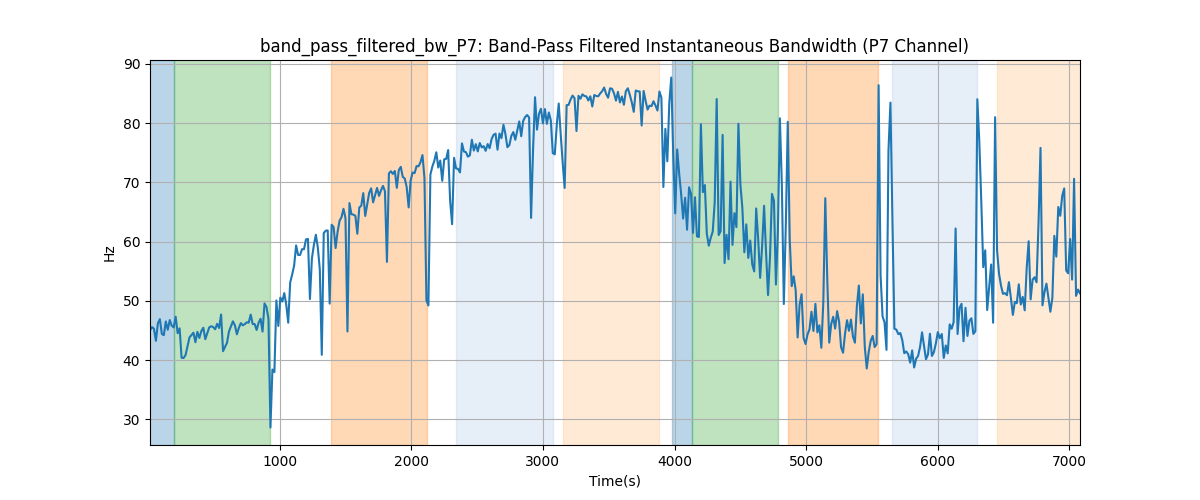 band_pass_filtered_bw_P7: Band-Pass Filtered Instantaneous Bandwidth (P7 Channel)
90
80
70
60
50
40
30
Hz
1000 2000 3000 4000 5000 6000 7000
Time(s)